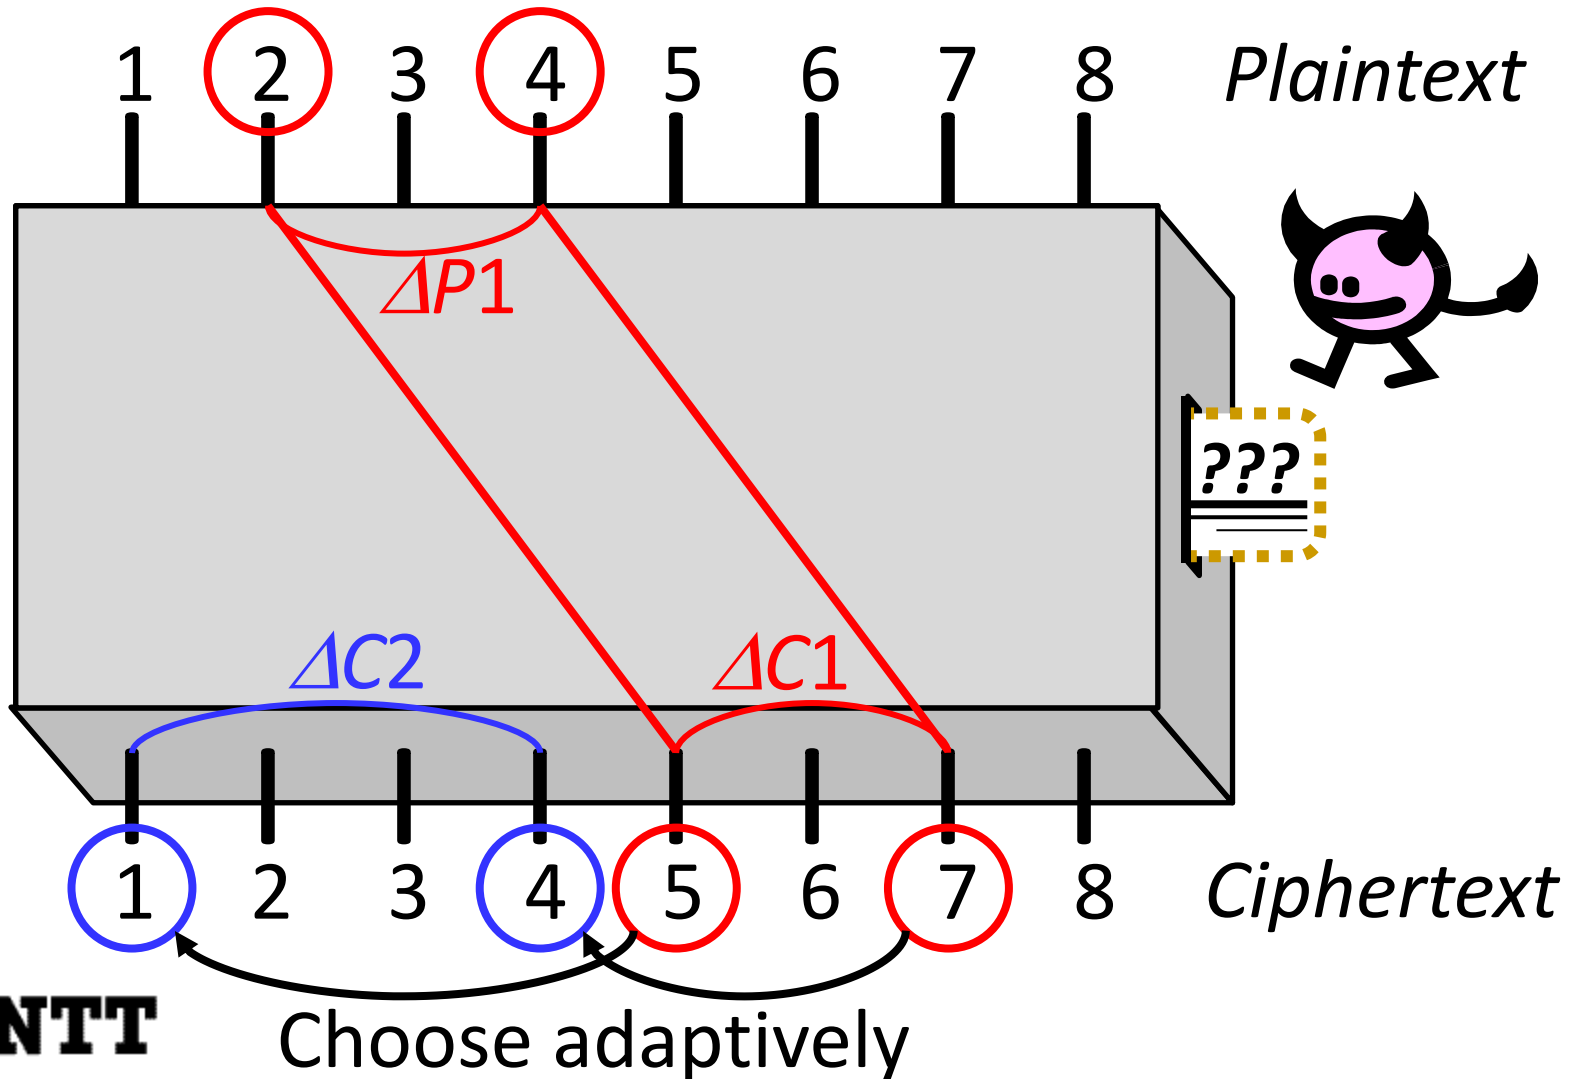 1 2 3 4 5 6 7 8 Plaintext
ΔP1
???
ΔC2 ΔC1
1 2 3 4 5 6 7 8 Ciphertext
NTT
Choose adaptively